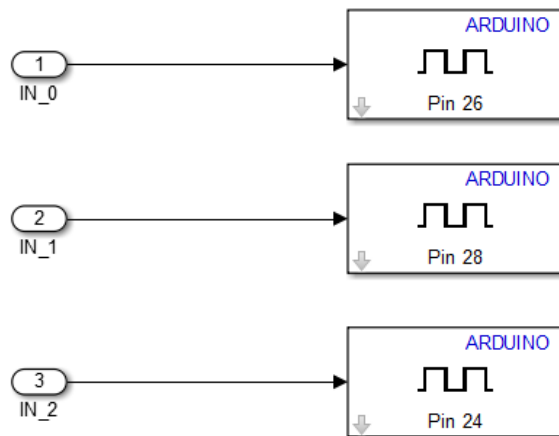 ARDUINO
1
IN_0
Pin 26
ARDUINO
2
IN_1
Pin 28
ARDUINO
3
IN_2
Pin 24